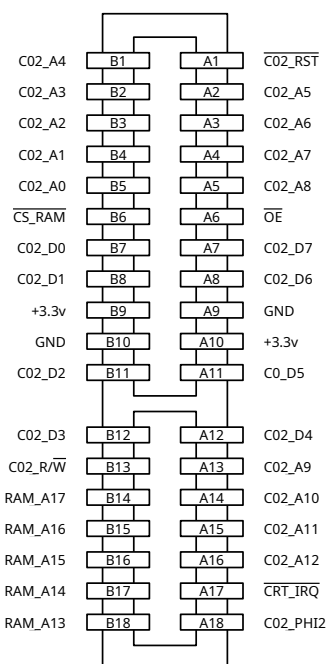 C02_A4 B1 A1 C02_RST
C02_A3 B2 A2 C02_A5
C02_A2 B3 A3 C02_A6
C02_A1 B4 A4 C02_A7
C02_A0 B5 A5 C02_A8
CS_RAM B6 A6 OE
C02_D0 B7 A7 C02_D7
C02_D1 B8 A8 C02_D6
+3.3v B9 A9 GND
GND B10 A10 +3.3v
C02_D2 B11 A11 C0_D5
C02_D3 B12 A12 C02_D4
C02_R/W B13 A13 C02_A9
RAM_A17 B14 A14 C02_A10
RAM_A16 B15 A15 C02_A11
RAM_A15 B16 A16 C02_A12
RAM_A14 B17 A17 CRT_IRQ
RAM_A13 B18 A18 C02_PHI2